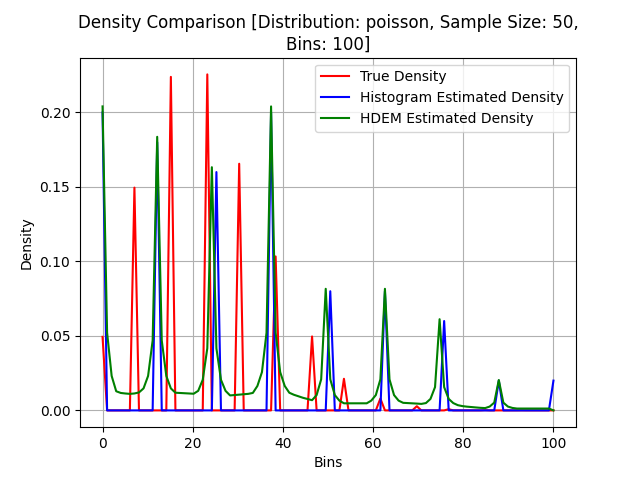 Density Comparison [Distribution: poisson, Sample Size: 50,
Bins: 100]
True Density
Histogram Estimated Density
HDEM Estimated Density
Density
0.20
0.15
0.10
0.05
0.00
0 20 40 60 80 100
Bins